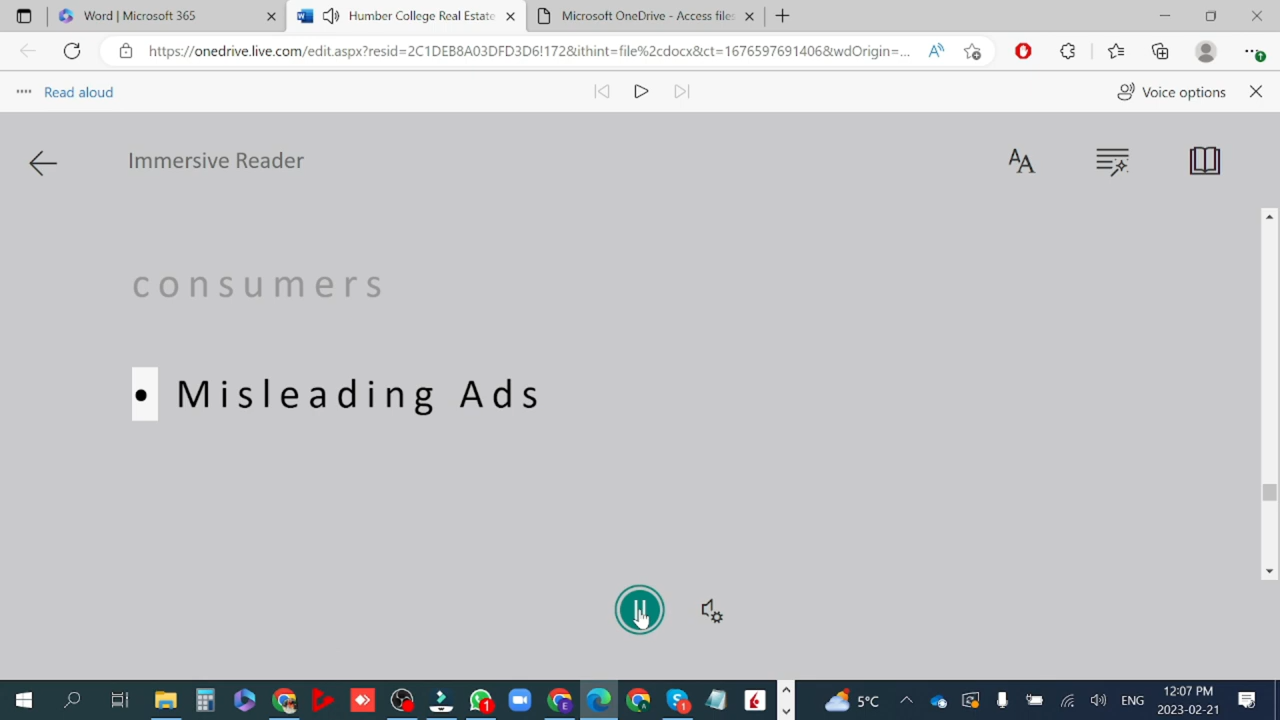 Word | Microsoft 365
Humber College Real Estate
Microsoft OneDrive - Access files
https://onedrive.live.com/edit.aspx?resid=2C1DEB8A03DFD3D6!172&ithint=file%2cdocx&ct=1676597691406&wdOrigin=...
Read aloud
Voice options
Immersive Reader
consumers
• Misleading Ads
5°C
ENG
12:07 PM
2023-02-21